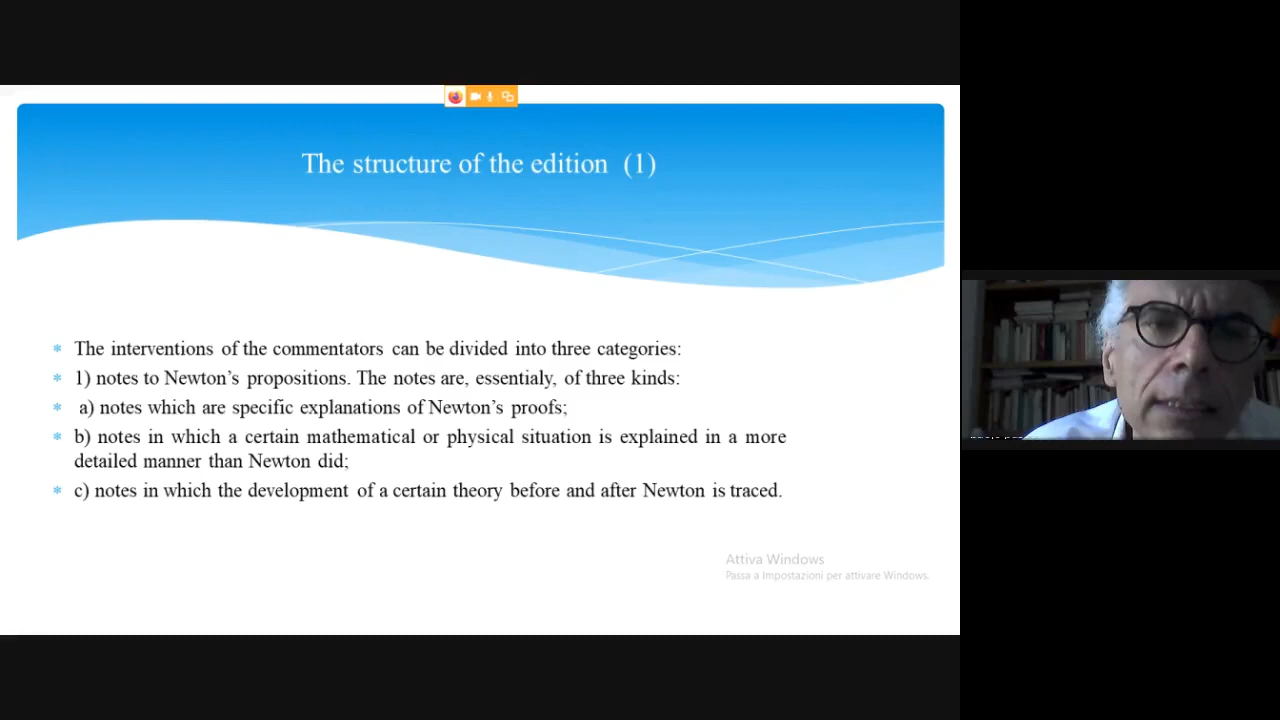 The structure of the edition (1)
The interventions of the commentators can be divided into three categories:
1) notes to Newton’s propositions. The notes are, essentialy, of three kinds:
a) notes which are specific explanations of Newton’s proofs;
b) notes in which a certain mathematical or physical situation is explained in a more
detailed manner than Newton did;
c) notes in which the development of a certain theory before and after Newton is traced.
Attiva Windows
Passa a Impostazioni per attivare Windows.